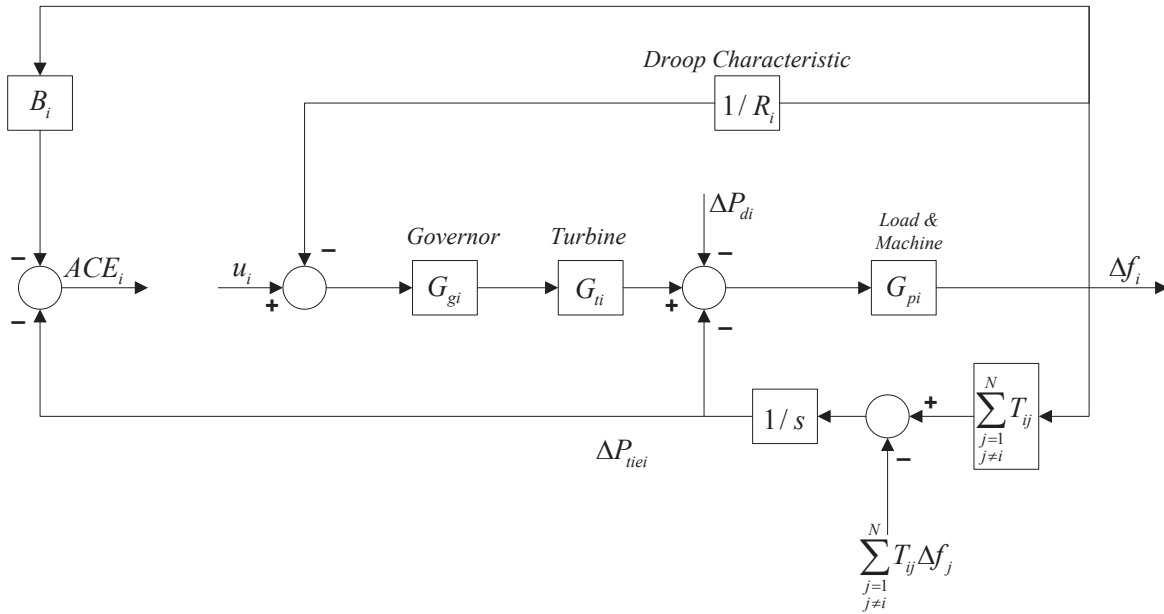 Droop Characteristic
B_i
1/ R_i
ΔP_di
Governor
Turbine
Load &
Machine
ACE_i
u_i
G_gi
G_ti
G_pi
Δf_i
− − − + + − − + −
1/ s
∑_{j=1, j≠i}^{N} T_ij
ΔP_tiei
∑_{j=1, j≠i}^{N} T_ij Δf_j